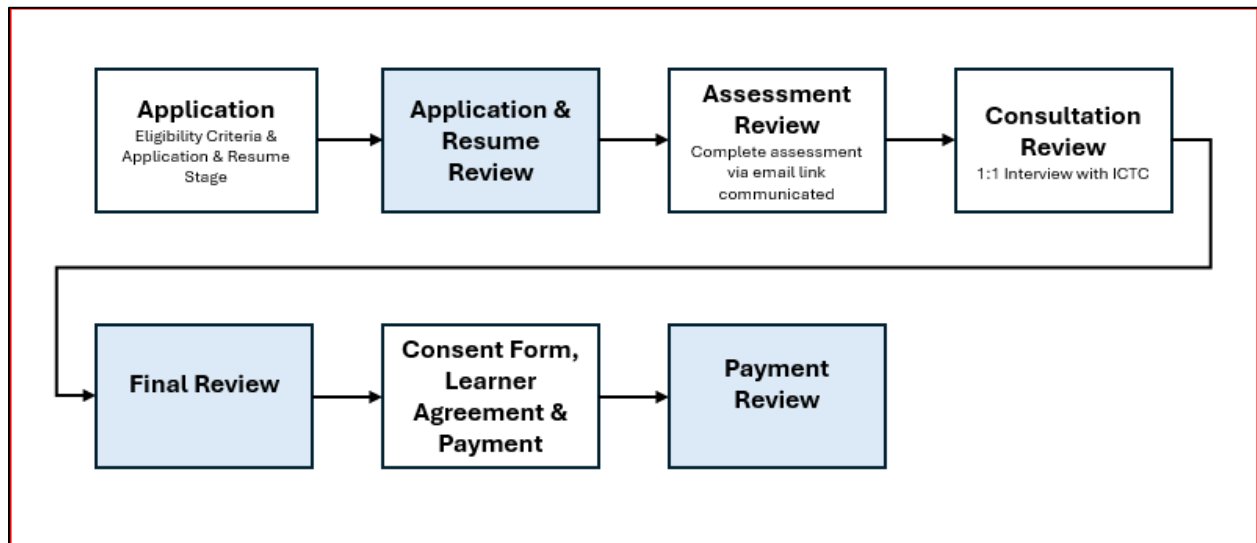 Application
Eligibility Criteria &
Application & Resume
Stage
Application &
Resume
Review
Assessment
Review
Complete assessment
via email link
communicated
Consultation
Review
1:1 Interview with ICTC
Final Review
Consent Form,
Learner
Agreement &
Payment
Payment
Review